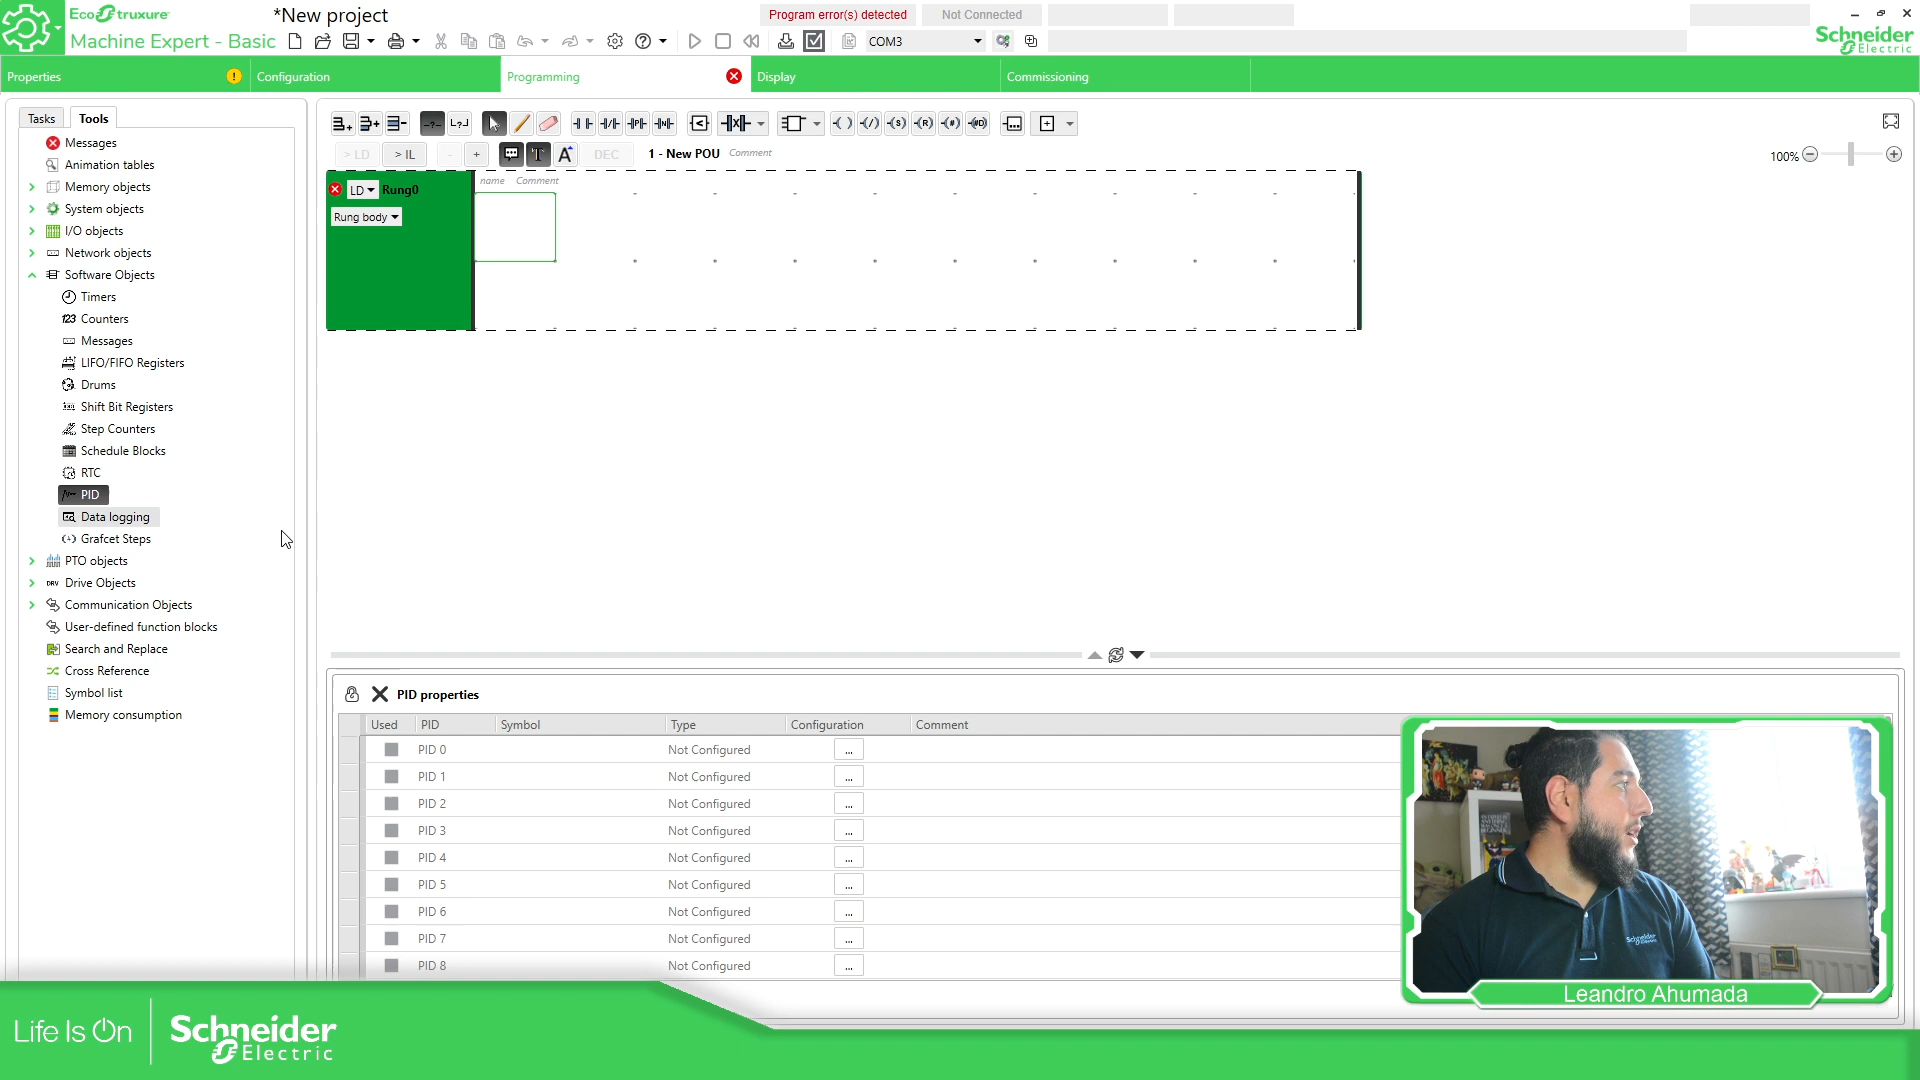 EcoStruxure
Machine Expert - Basic
*New project
Program error(s) detected
Not Connected
COM3
Schneider
Electric
Properties
Configuration
Programming
Display
Commissioning
Tasks
Tools
Messages
Animation tables
Memory objects
System objects
I/O objects
Network objects
Software Objects
Timers
123 Counters
Messages
LIFO/FIFO Registers
Drums
Shift Bit Registers
Step Counters
Schedule Blocks
RTC
PID
Data logging
Grafcet Steps
PTO objects
DRV Drive Objects
Communication Objects
User-defined function blocks
Search and Replace
Cross Reference
Symbol list
Memory consumption
> LD
> IL
-
+
T
A
DEC
1 - New POU
Comment
100%
LD
Rung0
name
Comment
Rung body
PID properties
Used PID Symbol Type Configuration Comment
PID 0 Not Configured ...
PID 1 Not Configured ...
PID 2 Not Configured ...
PID 3 Not Configured ...
PID 4 Not Configured ...
PID 5 Not Configured ...
PID 6 Not Configured ...
PID 7 Not Configured ...
PID 8 Not Configured ...
Schneider
Electric
Leandro Ahumada
Life Is On
Schneider
Electric